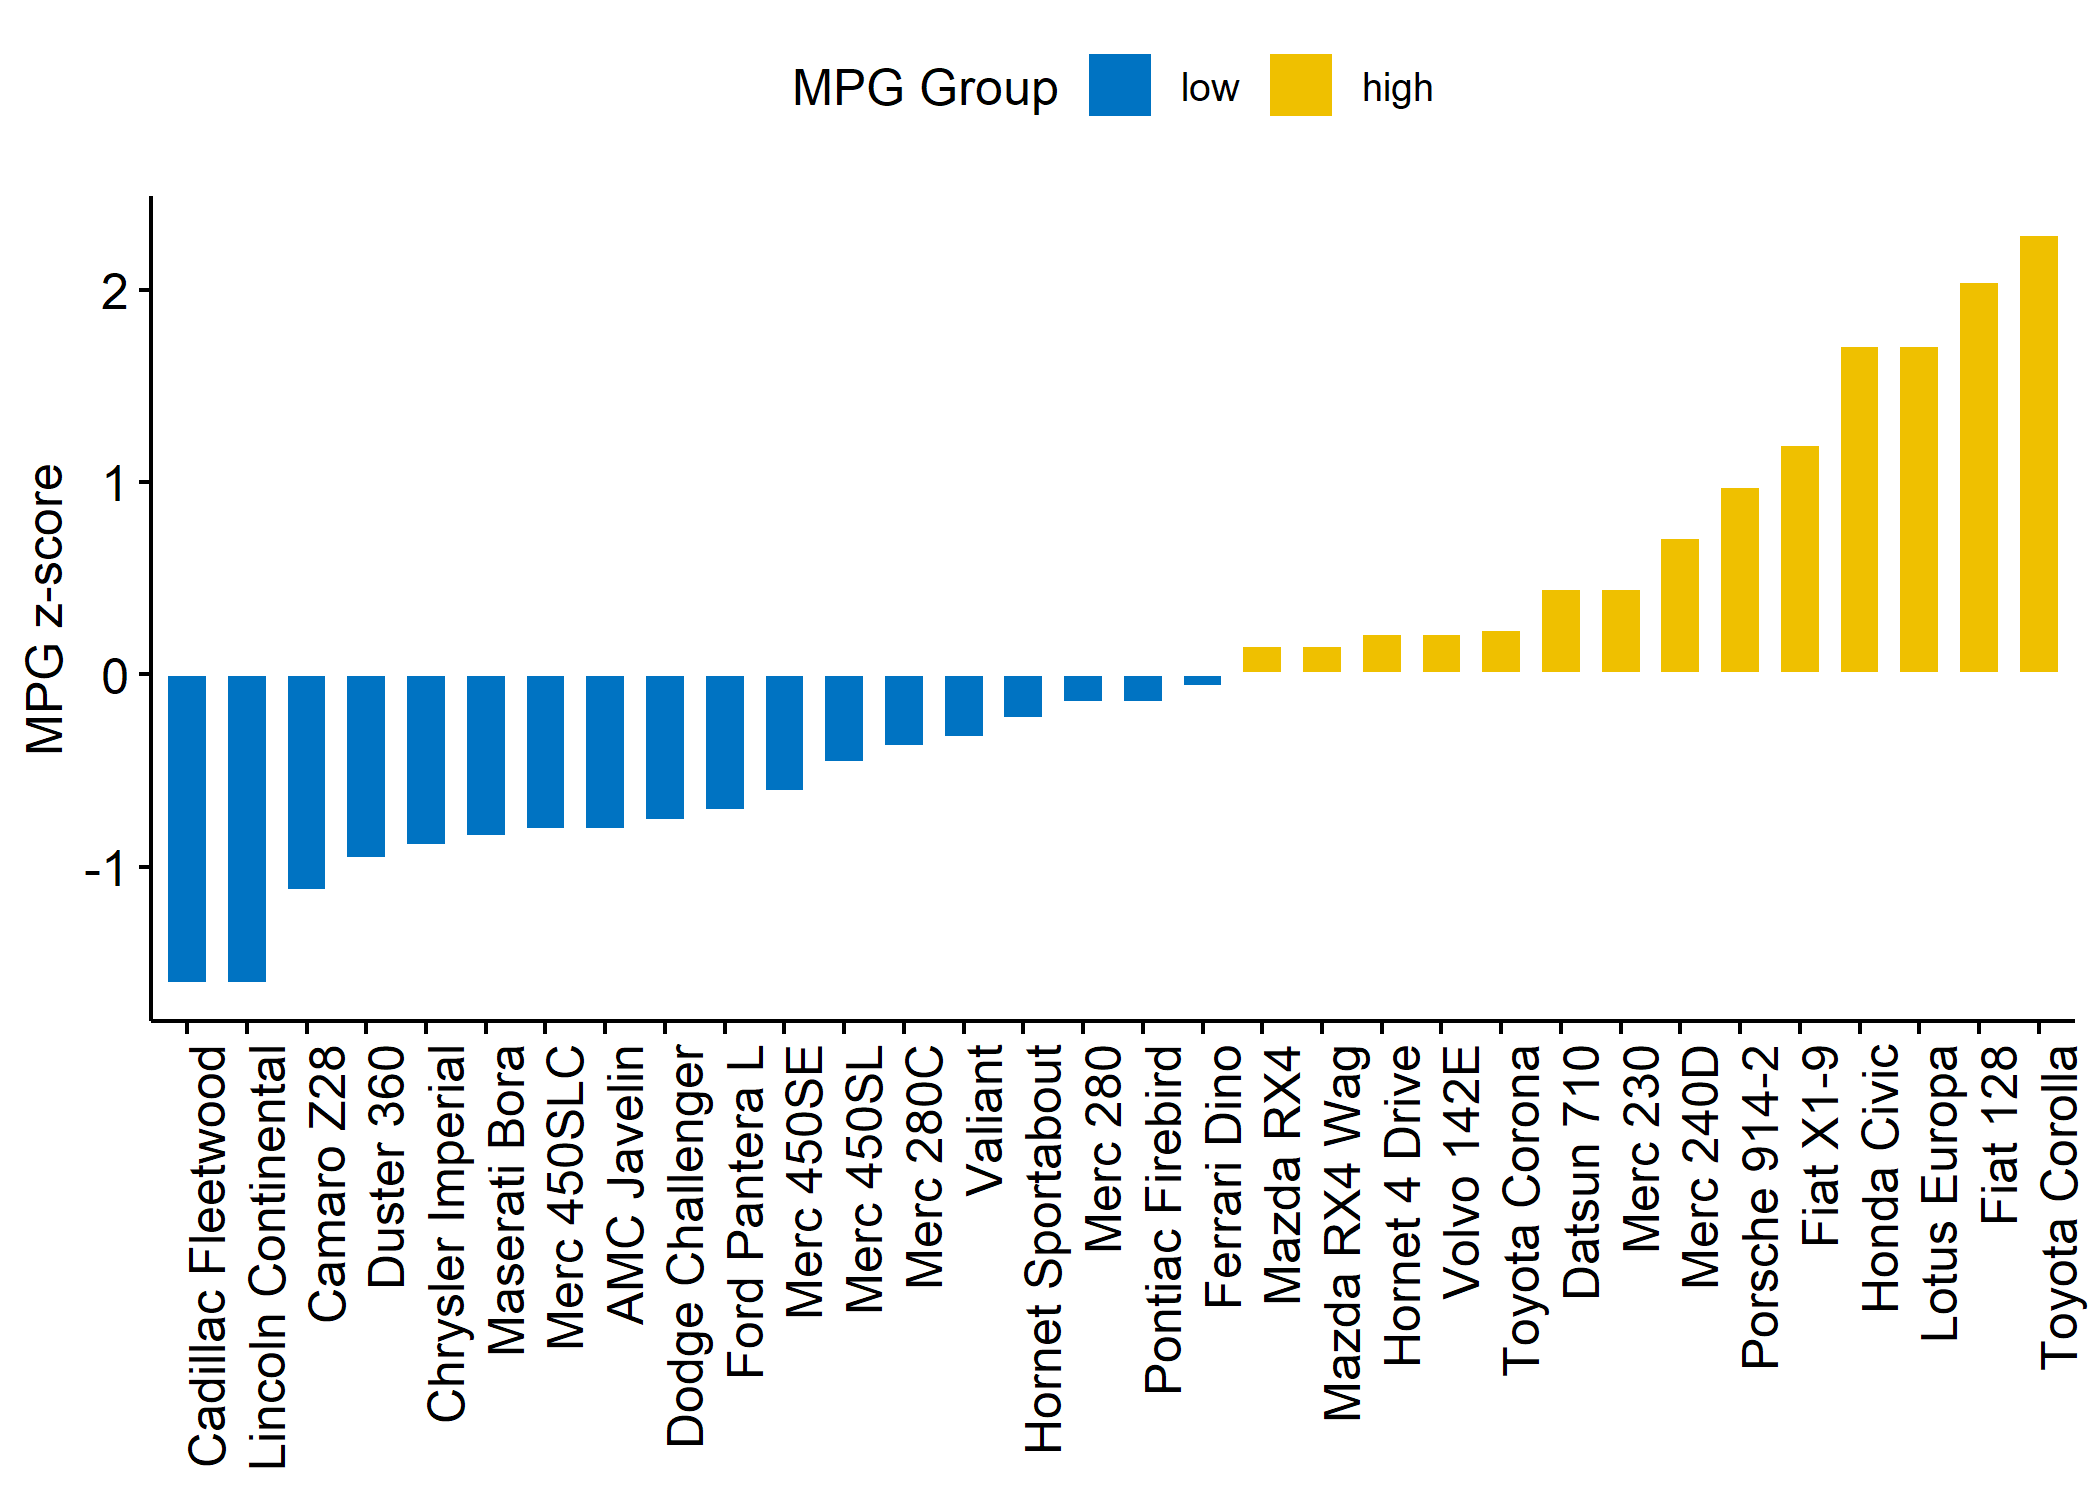 MPG Group low high
MPG z-score
2
1
0
-1
Cadillac Fleetwood
Lincoln Continental
Camaro Z28
Duster 360
Chrysler Imperial
Maserati Bora
Merc 450SLC
AMC Javelin
Dodge Challenger
Ford Pantera L
Merc 450SE
Merc 450SL
Merc 280C
Valiant
Hornet Sportabout
Merc 280
Pontiac Firebird
Ferrari Dino
Mazda RX4
Mazda RX4 Wag
Hornet 4 Drive
Volvo 142E
Toyota Corona
Datsun 710
Merc 230
Merc 240D
Porsche 914-2
Fiat X1-9
Honda Civic
Lotus Europa
Fiat 128
Toyota Corolla